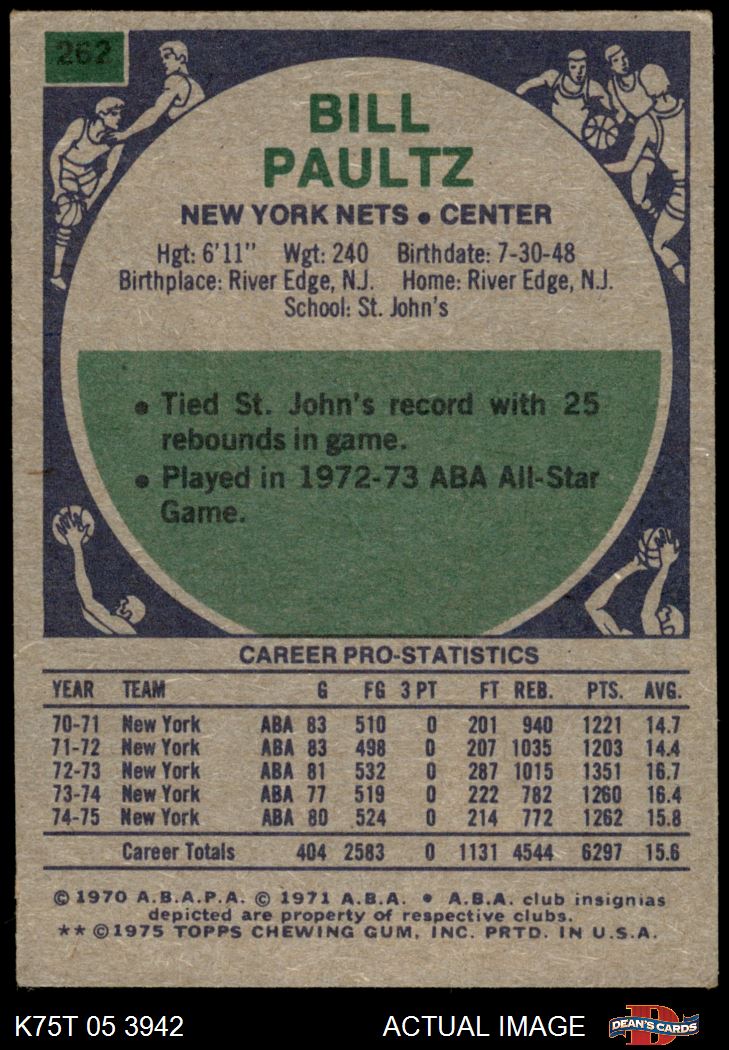 262
BILL
PAULTZ
NEW YORK NETS • CENTER
Hgt: 6'11" Wgt: 240 Birthdate: 7-30-48
Birthplace: River Edge, N.J. Home: River Edge, N.J.
School: St. John's
• Tied St. John's record with 25
rebounds in game.
• Played in 1972-73 ABA All-Star
Game.
CAREER PRO-STATISTICS
YEAR TEAM G FG 3 PT FT REB. PTS. AVG.
70-71 New York ABA 83 510 0 201 940 1221 14.7
71-72 New York ABA 83 498 0 207 1035 1203 14.4
72-73 New York ABA 81 532 0 287 1015 1351 16.7
73-74 New York ABA 77 519 0 222 782 1260 16.4
74-75 New York ABA 80 524 0 214 772 1262 15.8
Career Totals 404 2583 0 1131 4544 6297 15.6
© 1970 A.B.A.P.A. © 1971 A.B.A. • A.B.A. club insignias
depicted are property of respective clubs.
** © 1975 TOPPS CHEWING GUM, INC. PRTD. IN U.S.A.
K75T 05 3942 ACTUAL IMAGE D DEAN'S CARDS